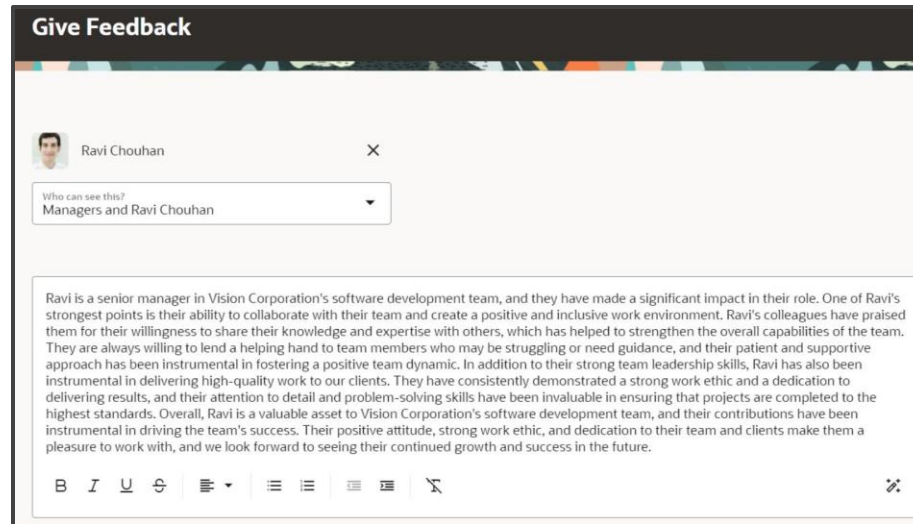 Give Feedback
Ravi Chouhan
Who can see this?
Managers and Ravi Chouhan
Ravi is a senior manager in Vision Corporation's software development team, and they have made a significant impact in their role. One of Ravi's
strongest points is their ability to collaborate with their team and create a positive and inclusive work environment. Ravi's colleagues have praised
them for their willingness to share their knowledge and expertise with others, which has helped to strengthen the overall capabilities of the team.
They are always willing to lend a helping hand to team members who may be struggling or need guidance, and their patient and supportive
approach has been instrumental in fostering a positive team dynamic. In addition to their strong team leadership skills, Ravi has also been
instrumental in delivering high-quality work to our clients. They have consistently demonstrated a strong work ethic and a dedication to
delivering results, and their attention to detail and problem-solving skills have been invaluable in ensuring that projects are completed to the
highest standards. Overall, Ravi is a valuable asset to Vision Corporation's software development team, and their contributions have been
instrumental in driving the team's success. Their positive attitude, strong work ethic, and dedication to their team and clients make them a
pleasure to work with, and we look forward to seeing their continued growth and success in the future.
B I U S